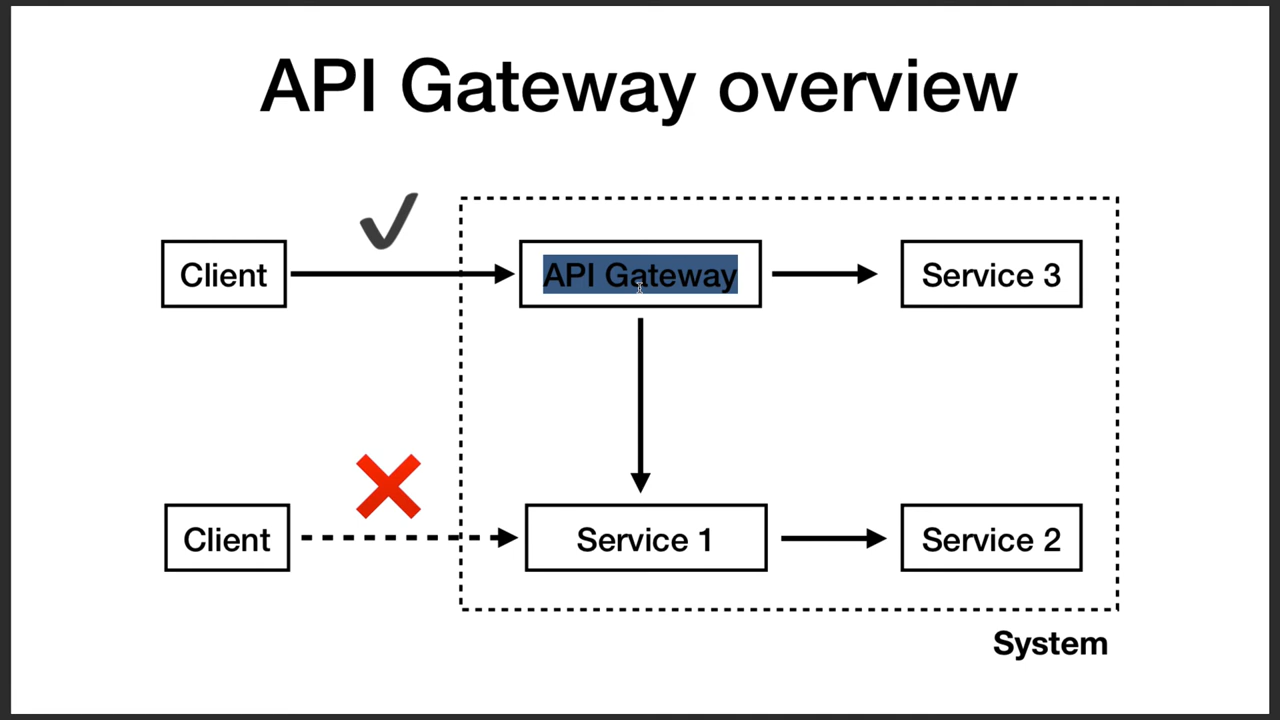 API Gateway overview
Client
API Gateway
Service 3
Client
Service 1
Service 2
System